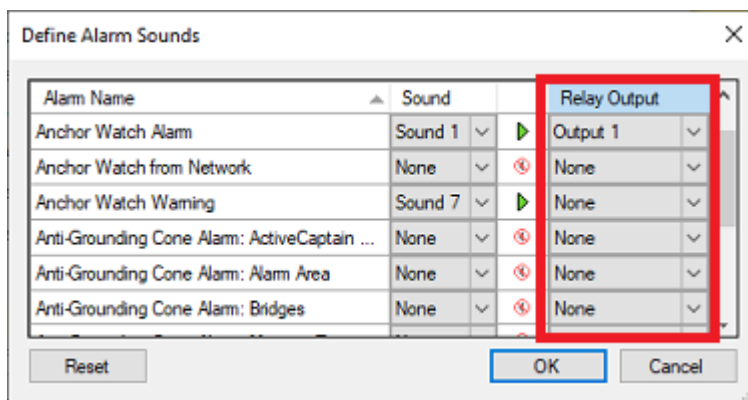 Define Alarm Sounds
Alarm Name Sound Relay Output
Anchor Watch Alarm Sound 1 Output 1
Anchor Watch from Network None None
Anchor Watch Warning Sound 7 None
Anti-Grounding Cone Alarm: ActiveCaptain ... None None
Anti-Grounding Cone Alarm: Alarm Area None None
Anti-Grounding Cone Alarm: Bridges None None
Reset OK Cancel